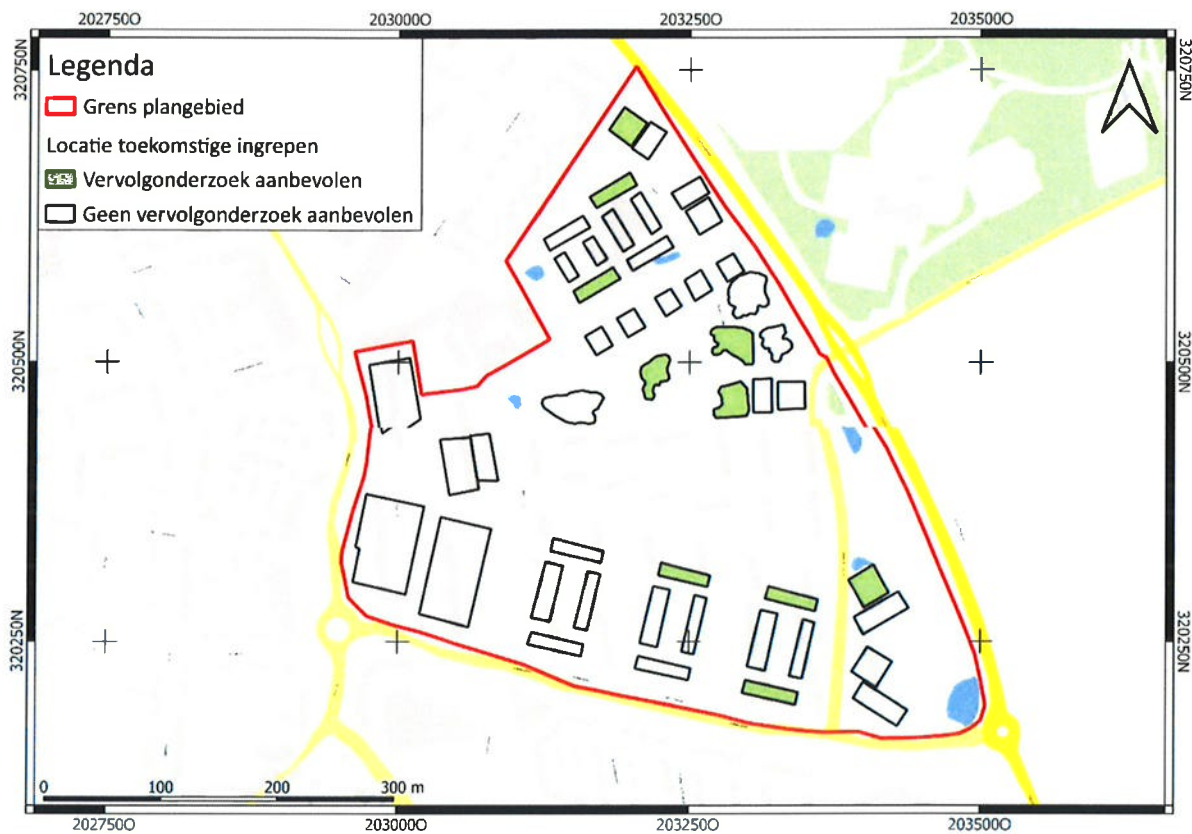 202750O 203000O 203250O 203500O
320750N 320750N
Legenda
Grens plangebied
Locatie toekomstige ingrepen
Vervolgonderzoek aanbevolen
Geen vervolgonderzoek aanbevolen
320500N 320500N
320250N 320250N
0 100 200 300 m
202750O 203000O 203250O 203500O